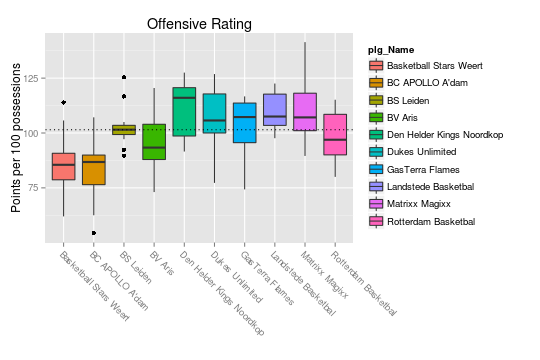 Offensive Rating
Points per 100 possessions
125
100
75
Basketball Stars Weert
BC APOLLO A'dam
BS Leiden
BV Aris
Den Helder Kings Noordkop
Dukes Unlimited
GasTerra Flames
Landstede Basketbal
Matrixx Magixx
Rotterdam Basketbal
plg_Name
Basketball Stars Weert
BC APOLLO A'dam
BS Leiden
BV Aris
Den Helder Kings Noordkop
Dukes Unlimited
GasTerra Flames
Landstede Basketbal
Matrixx Magixx
Rotterdam Basketbal